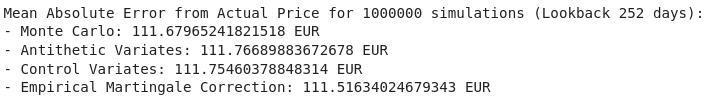 Mean Absolute Error from Actual Price for 1000000 simulations (Lookback 252 days):
- Monte Carlo: 111.67965241821518 EUR
- Antithetic Variates: 111.76689883672678 EUR
- Control Variates: 111.75460378848314 EUR
- Empirical Martingale Correction: 111.51634024679343 EUR